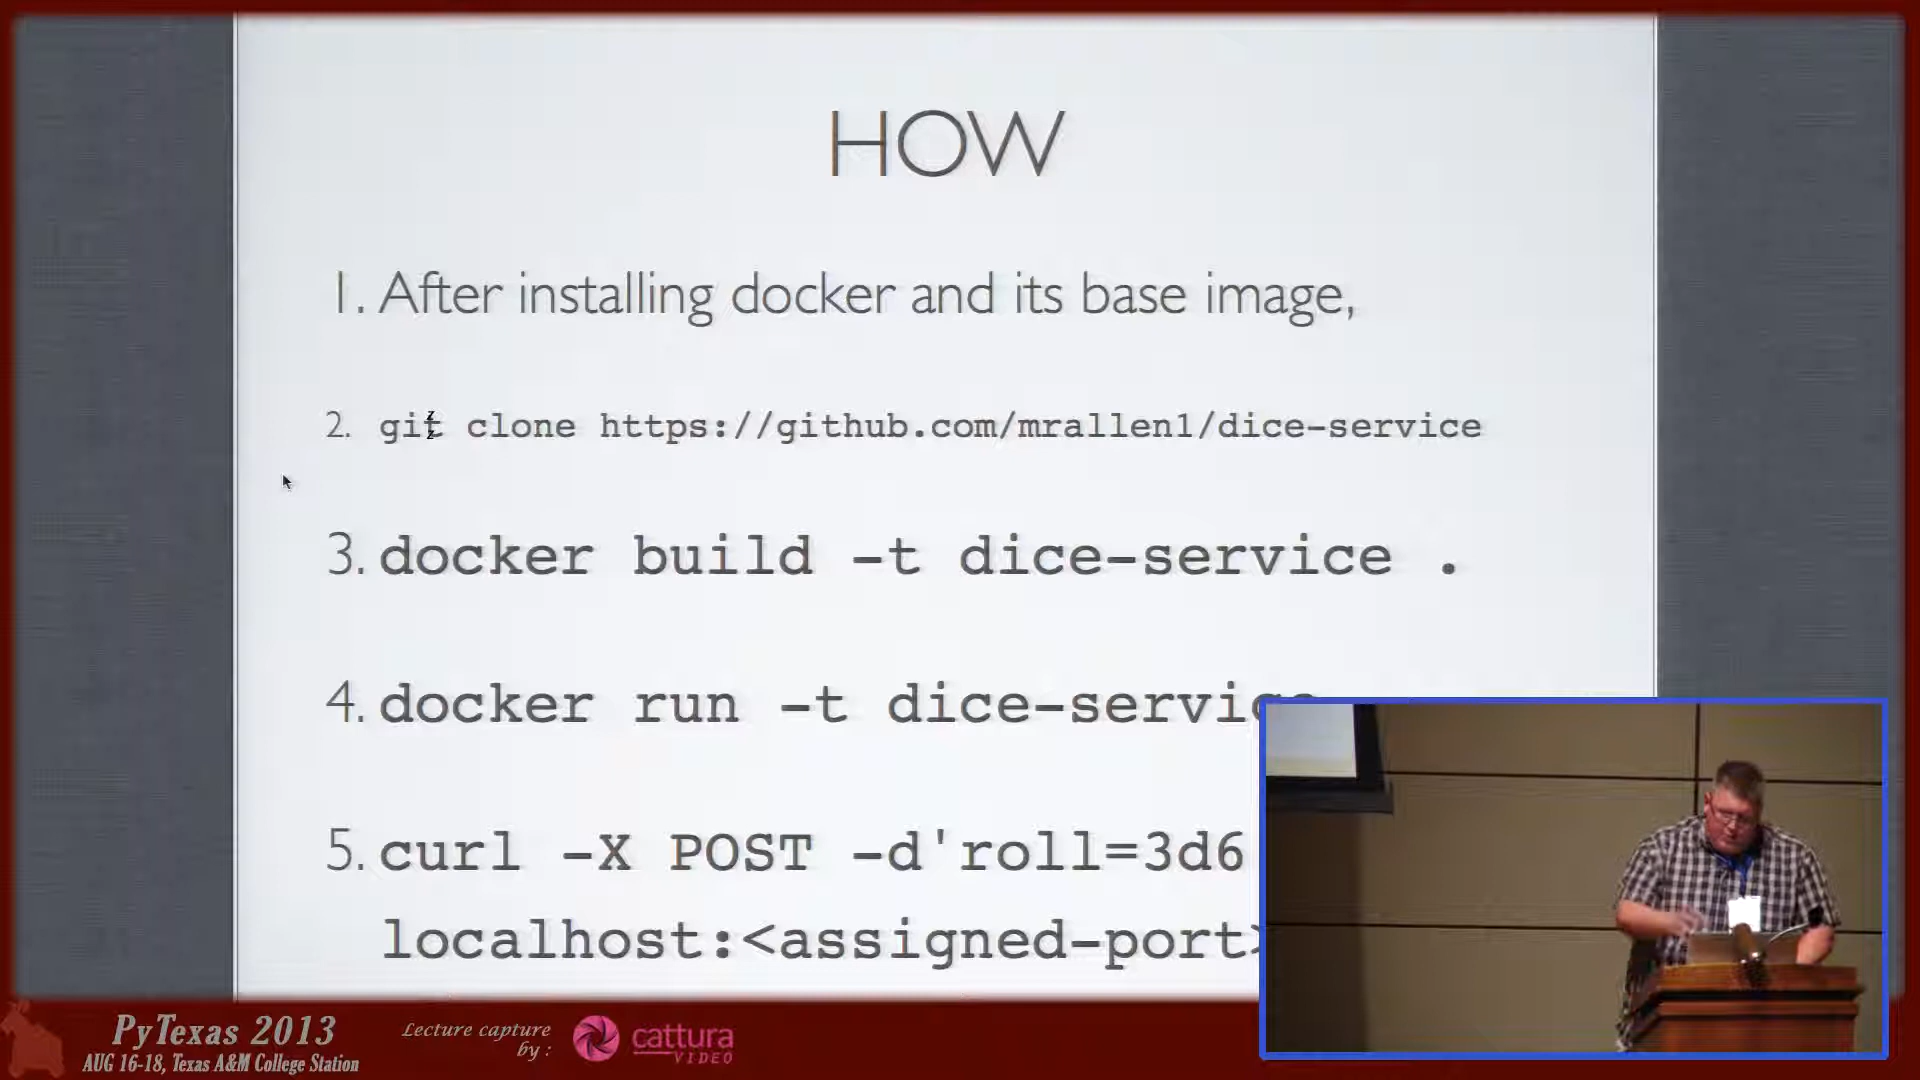 HOW
1. After installing docker and its base image,
2. git clone https://github.com/mrallen1/dice-service
3. docker build -t dice-service .
4. docker run -t
5. curl -X POST -d'roll=3d6
localhost:<assigned-port>
PyTexas 2013
AUG 16-18, Texas A&M College Station
Lecture capture
by :
cattura
VIDEO